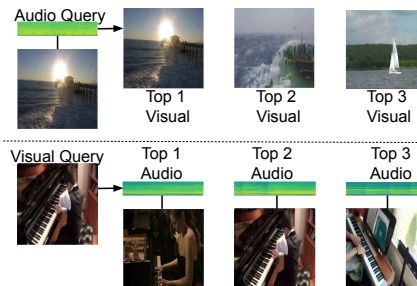 Audio Query
Top 1
Visual
Top 2
Visual
Top 3
Visual
Visual Query
Top 1
Audio
Top 2
Audio
Top 3
Audio